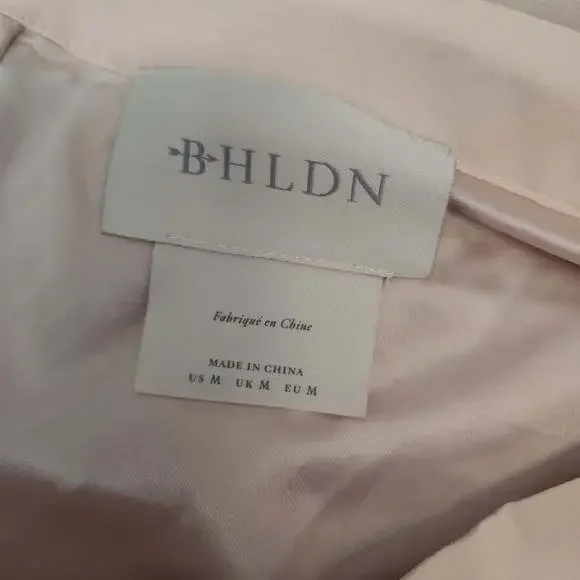 BHLDN
Fabriqué en Chine
MADE IN CHINA
US M UK M EU M